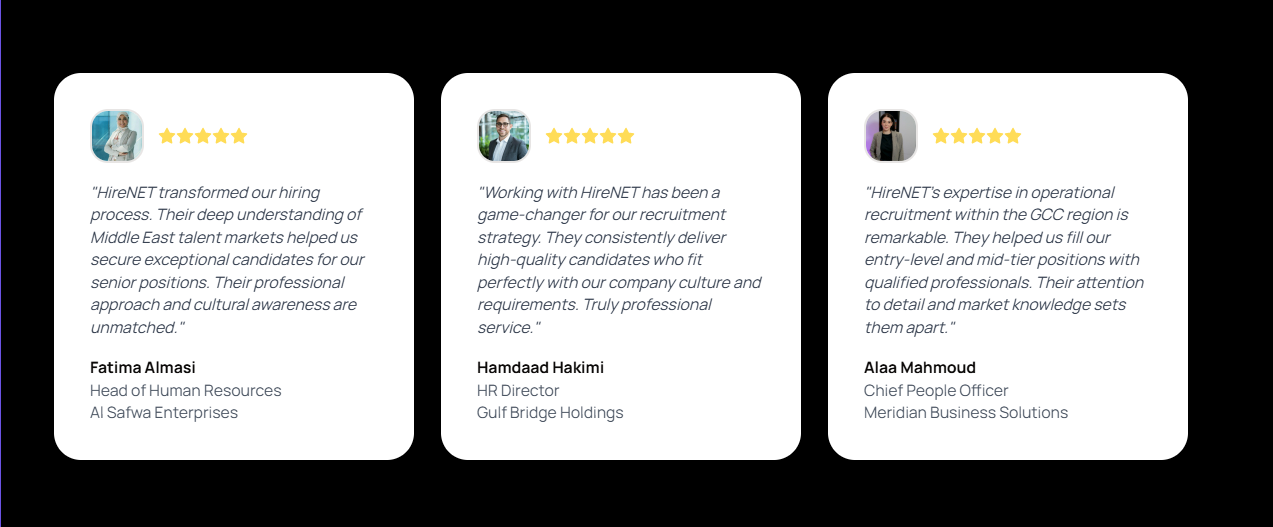 "HireNET transformed our hiring
process. Their deep understanding of
Middle East talent markets helped us
secure exceptional candidates for our
senior positions. Their professional
approach and cultural awareness are
unmatched."
Fatima Almasi
Head of Human Resources
Al Safwa Enterprises
"Working with HireNET has been a
game-changer for our recruitment
strategy. They consistently deliver
high-quality candidates who fit
perfectly with our company culture and
requirements. Truly professional
service."
Hamdaad Hakimi
HR Director
Gulf Bridge Holdings
"HireNET's expertise in operational
recruitment within the GCC region is
remarkable. They helped us fill our
entry-level and mid-tier positions with
qualified professionals. Their attention
to detail and market knowledge sets
them apart."
Alaa Mahmoud
Chief People Officer
Meridian Business Solutions